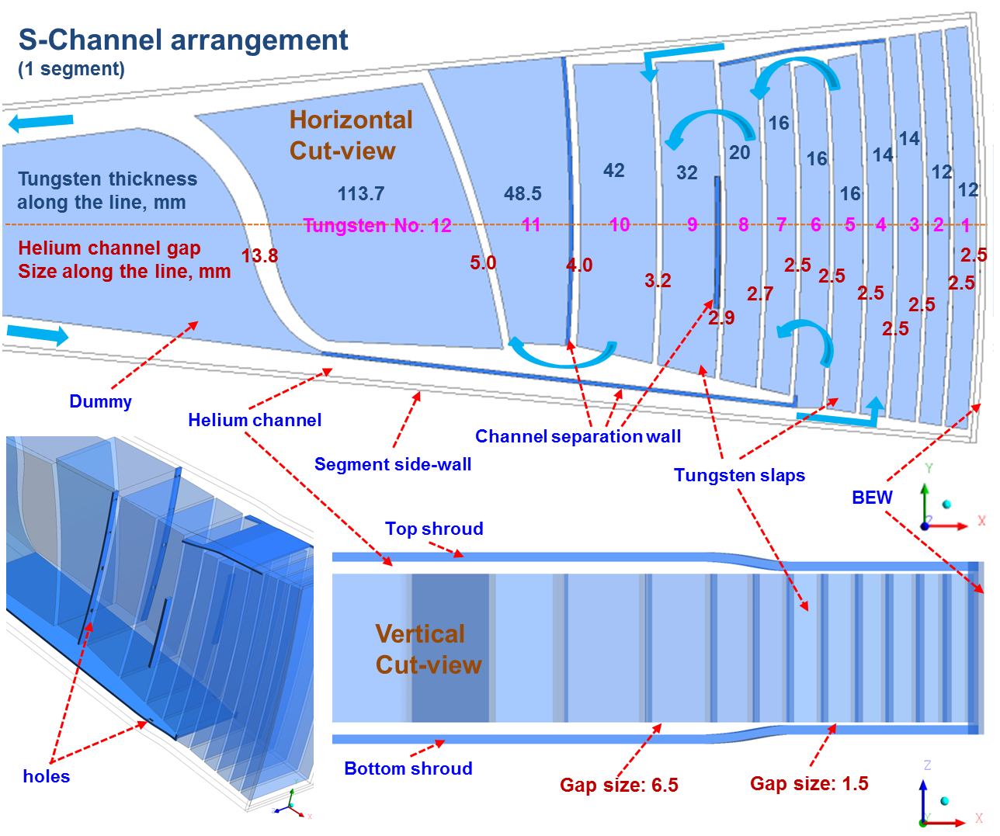 S-Channel arrangement
(1 segment)
Horizontal
Cut-view
Tungsten thickness
along the line, mm
113.7
48.5
42
32
20
16
16
16
14
14
12
12
Tungsten No. 12
11
10
9
8
7
6
5
4
3
2
1
Helium channel gap
Size along the line, mm
13.8
5.0
4.0
3.2
2.9
2.7
2.5
2.5
2.5
2.5
2.5
2.5
2.5
Dummy
Helium channel
Segment side-wall
Channel separation wall
Tungsten slaps
BEW
Y
Z
X
Top shroud
Vertical
Cut-view
holes
Bottom shroud
Gap size: 6.5
Gap size: 1.5
Z
Y
X
Y
Z
X